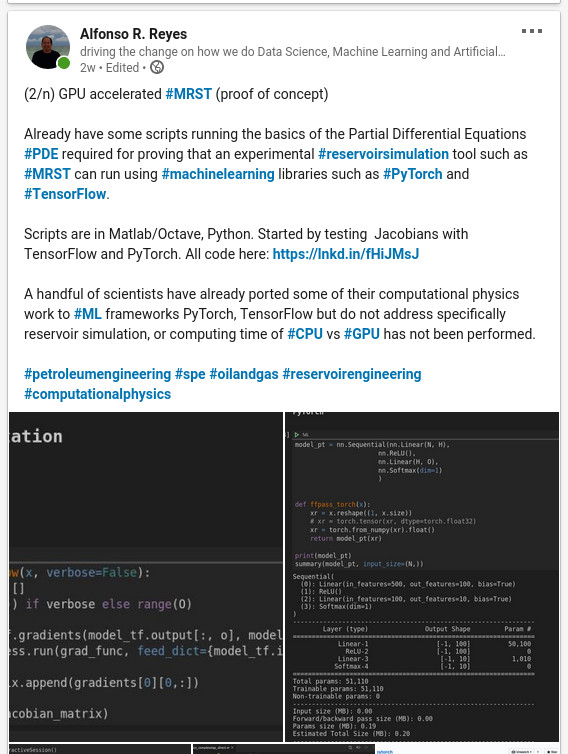 Alfonso R. Reyes
driving the change on how we do Data Science, Machine Learning and Artificial...
2w • Edited •
(2/n) GPU accelerated #MRST (proof of concept)
Already have some scripts running the basics of the Partial Differential Equations
#PDE required for proving that an experimental #reservoirsimulation tool such as
#MRST can run using #machinelearning libraries such as #PyTorch and
#TensorFlow.
Scripts are in Matlab/Octave, Python. Started by testing Jacobians with
TensorFlow and PyTorch. All code here: https://lnkd.in/fHiJMsJ
A handful of scientists have already ported some of their computational physics
work to #ML frameworks PyTorch, TensorFlow but do not address specifically
reservoir simulation, or computing time of #CPU vs #GPU has not been performed.
#petroleumengineering #spe #oilandgas #reservoirengineering
#computationalphysics
ation
ow(x, verbose=False):
[]
) if verbose else range(O)
f.gradients(model_tf.output[:, o], model
ess.run(grad_func, feed_dict={model_tf.i
ix.append(gradients[0][0,:])
acobian_matrix)
model_pt = nn.Sequential(nn.Linear(N, H),
nn.ReLU(),
nn.Linear(H, O),
nn.Softmax(dim=1)
)
def ffpass_torch(x):
xr = x.reshape((1, x.size))
# xr = torch.tensor(xr, dtype=torch.float32)
xr = torch.from_numpy(xr).float()
return model_pt(xr)
print(model_pt)
summary(model_pt, input_size=(N,))
Sequential(
(0): Linear(in_features=500, out_features=100, bias=True)
(1): ReLU()
(2): Linear(in_features=100, out_features=10, bias=True)
(3): Softmax(dim=1)
)
----------------------------------------------------------------
Layer (type) Output Shape Param #
================================================================
Linear-1 [-1, 100] 50,100
ReLU-2 [-1, 100] 0
Linear-3 [-1, 10] 1,010
Softmax-4 [-1, 10] 0
================================================================
Total params: 51,110
Trainable params: 51,110
Non-trainable params: 0
----------------------------------------------------------------
Input size (MB): 0.00
Forward/backward pass size (MB): 0.00
Params size (MB): 0.19
Estimated Total Size (MB): 0.20
----------------------------------------------------------------
ractiveSession()